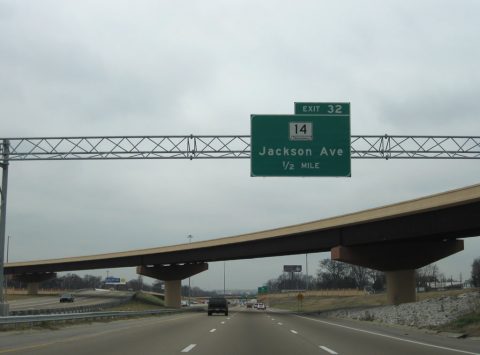 EXIT 32
14
Jackson Ave
1/2 MILE